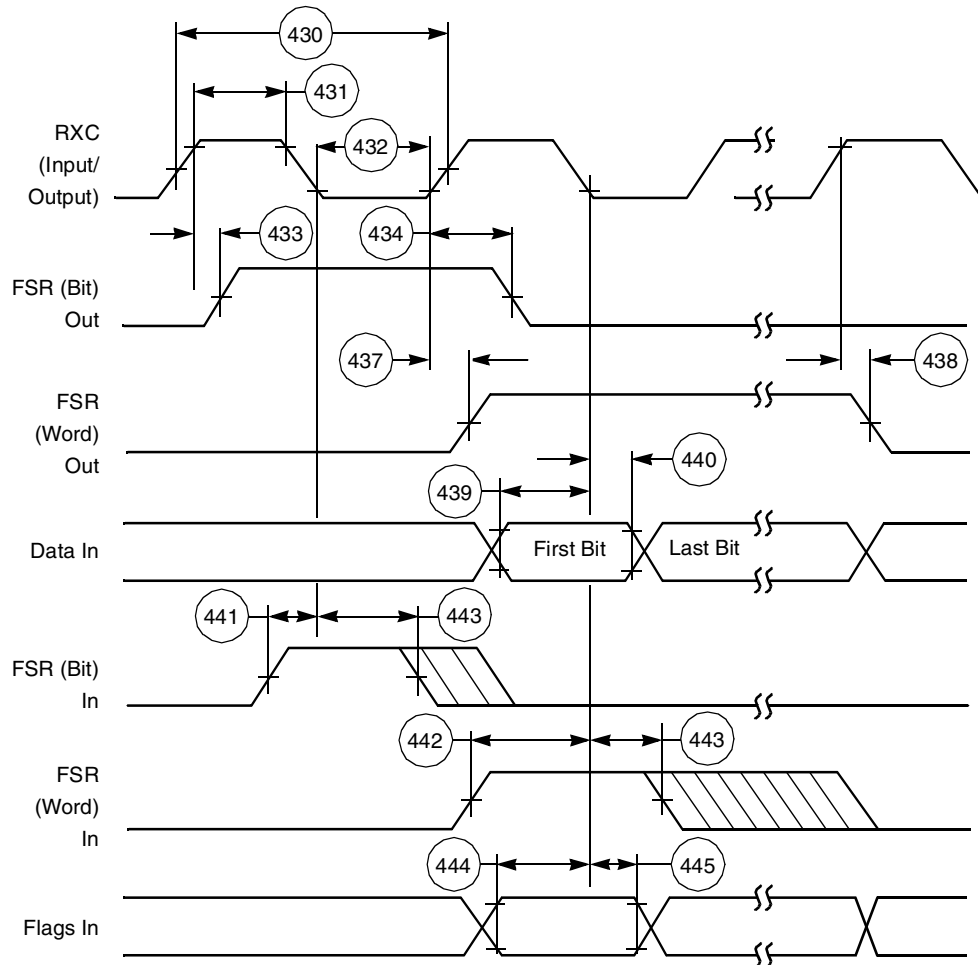 430
431
RXC
(Input/
Output)
432
433
434
FSR (Bit)
Out
437
438
FSR
(Word)
Out
440
439
Data In
First Bit
Last Bit
441
443
FSR (Bit)
In
442
443
FSR
(Word)
In
444
445
Flags In